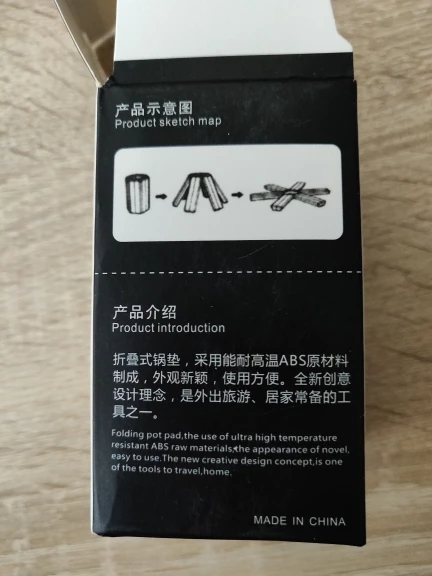 产品示意图
Product sketch map
产品介绍
Product introduction
折叠式锅垫，采用能耐高温ABS原材料
制成，外观新颖，使用方便。全新创意
设计理念，是外出旅游、居家常备的工
具之一。
Folding pot pad,the use of ultra high temperature
resistant ABS raw materials,the appearance of novel,
easy to use.The new creative design concept,is one
of the tools to travel,home.
MADE IN CHINA